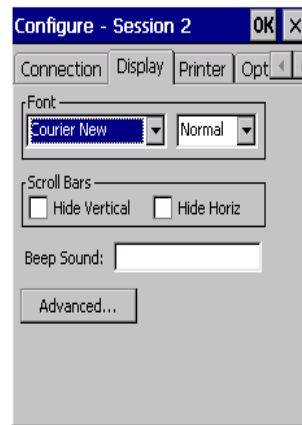 Configure - Session 2 OK ×
Connection Display Printer Opt
Font
Courier New Normal
Scroll Bars
Hide Vertical Hide Horiz
Beep Sound:
Advanced...